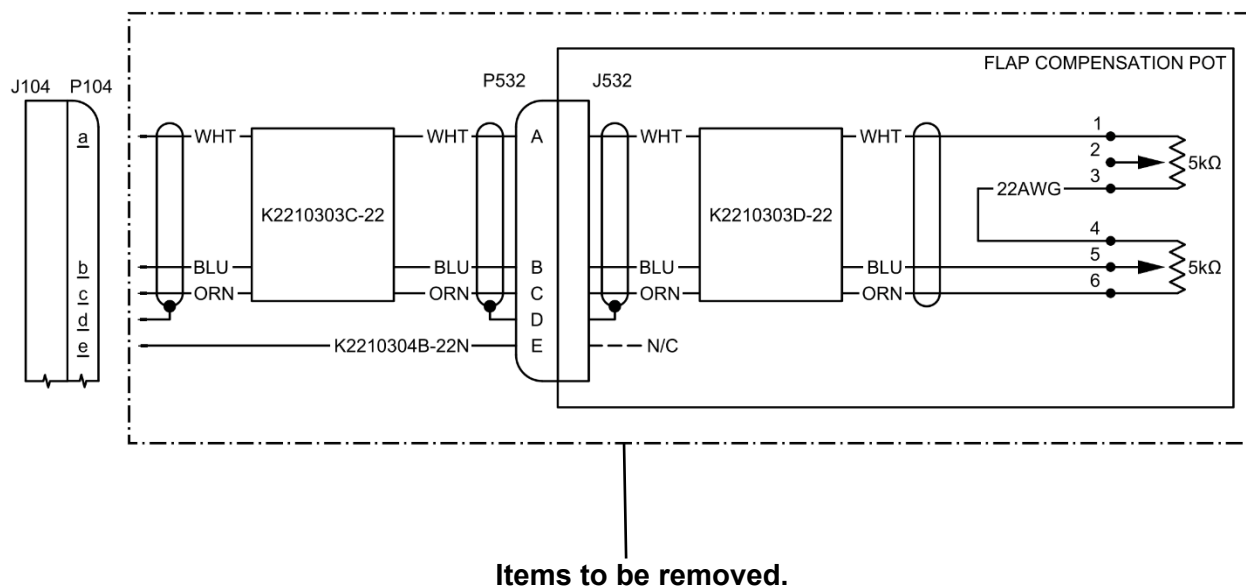 FLAP COMPENSATION POT
J104 P104 P532 J532
a WHT WHT A WHT WHT 1
2
5kΩ
3
22AWG
K2210303C-22 K2210303D-22
4
b BLU BLU B BLU BLU 5
5kΩ
c ORN ORN C ORN ORN 6
d D
e K2210304B-22N E N/C
Items to be removed.